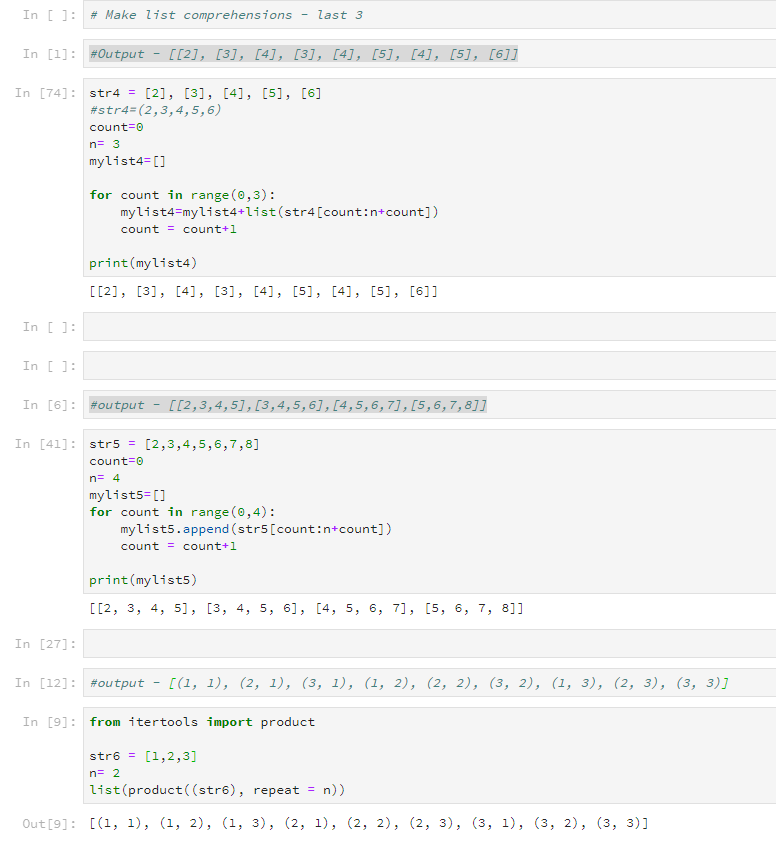 In [ ]: # Make list comprehensions - last 3
In [1]: #Output - [[2], [3], [4], [3], [4], [5], [4], [5], [6]]
In [74]: str4 = [2], [3], [4], [5], [6]
#str4=(2,3,4,5,6)
count=0
n= 3
mylist4=[]
for count in range(0,3):
    mylist4=mylist4+list(str4[count:n+count])
    count = count+1
print(mylist4)
[[2], [3], [4], [3], [4], [5], [4], [5], [6]]
In [ ]:
In [ ]:
In [6]: #output - [[2,3,4,5],[3,4,5,6],[4,5,6,7],[5,6,7,8]]
In [41]: str5 = [2,3,4,5,6,7,8]
count=0
n= 4
mylist5=[]
for count in range(0,4):
    mylist5.append(str5[count:n+count])
    count = count+1
print(mylist5)
[[2, 3, 4, 5], [3, 4, 5, 6], [4, 5, 6, 7], [5, 6, 7, 8]]
In [27]:
In [12]: #output - [(1, 1), (2, 1), (3, 1), (1, 2), (2, 2), (3, 2), (1, 3), (2, 3), (3, 3)]
In [9]: from itertools import product
str6 = [1,2,3]
n= 2
list(product((str6), repeat = n))
Out[9]: [(1, 1), (1, 2), (1, 3), (2, 1), (2, 2), (2, 3), (3, 1), (3, 2), (3, 3)]